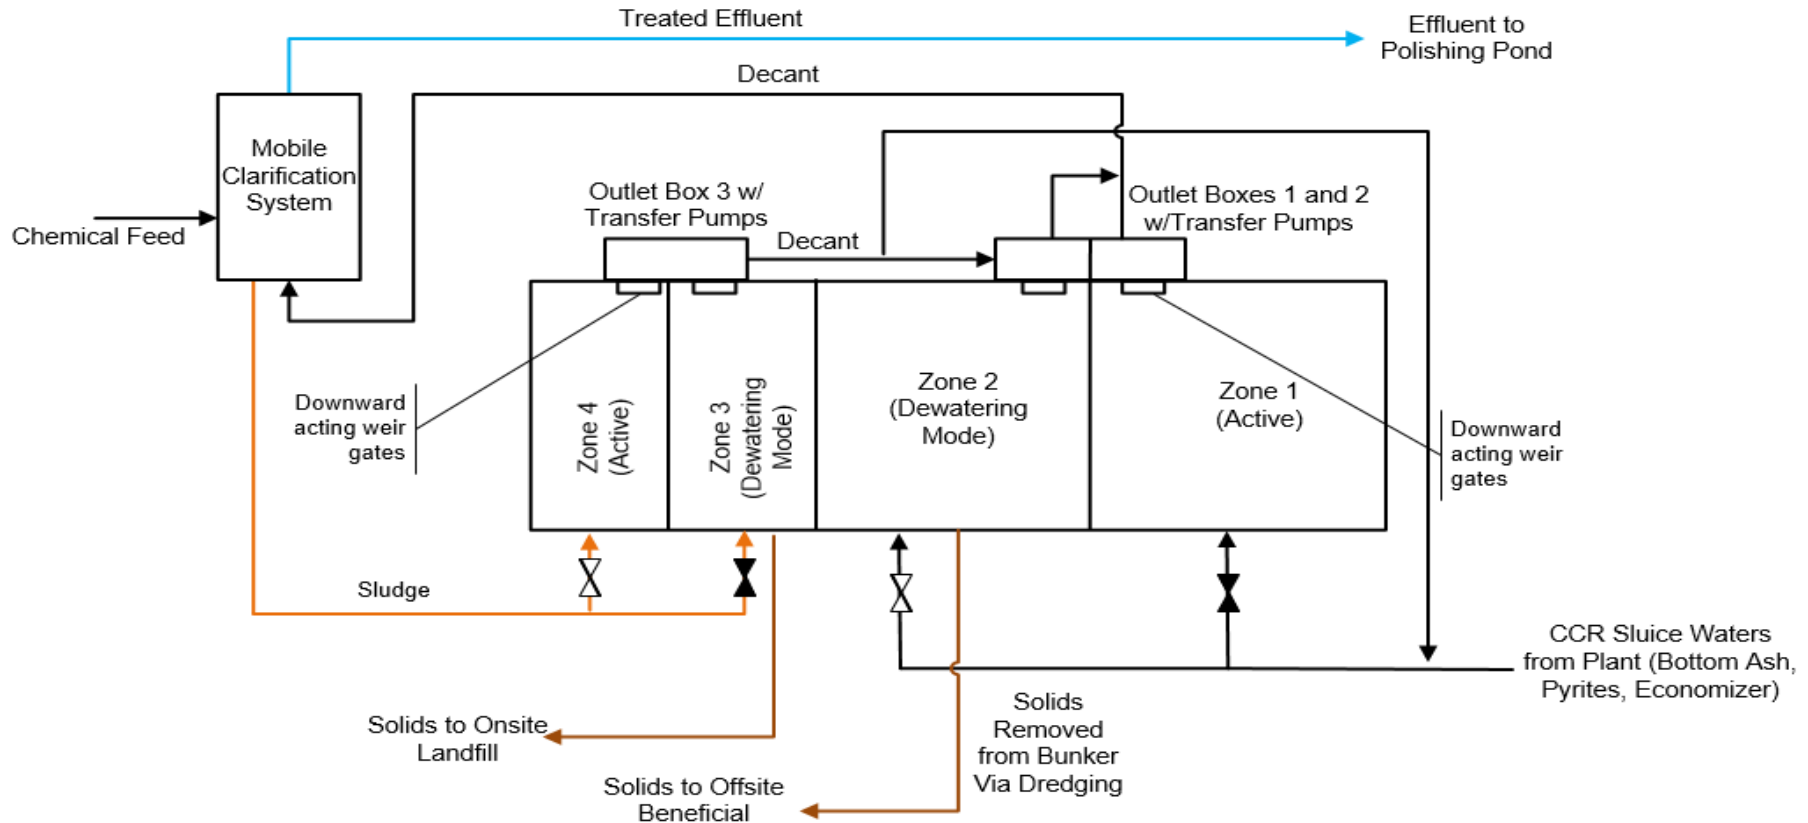 Treated Effluent
Effluent to
Polishing Pond
Decant
Mobile
Clarification
System
Chemical Feed
Outlet Box 3 w/
Transfer Pumps
Decant
Outlet Boxes 1 and 2
w/Transfer Pumps
Downward
acting weir
gates
Zone 4
(Active)
Zone 3
(Dewatering
Mode)
Zone 2
(Dewatering
Mode)
Zone 1
(Active)
Downward
acting weir
gates
Sludge
CCR Sluice Waters
from Plant (Bottom Ash,
Pyrites, Economizer)
Solids to Onsite
Landfill
Solids
Removed
from Bunker
Via Dredging
Solids to Offsite
Beneficial